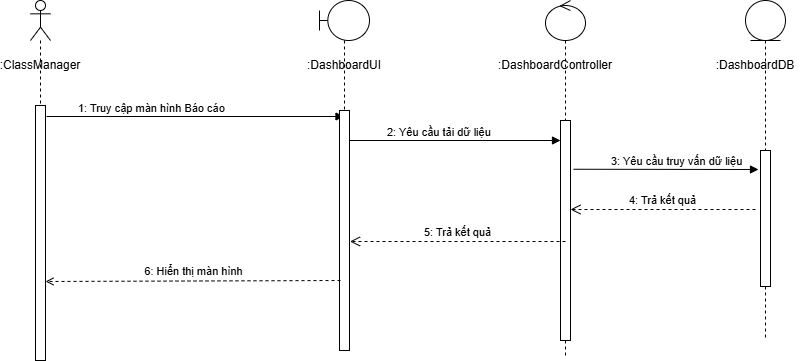 :ClassManager
:DashboardUI
:DashboardController
:DashboardDB
1: Truy cập màn hình Báo cáo
2: Yêu cầu tải dữ liệu
3: Yêu cầu truy vấn dữ liệu
4: Trả kết quả
5: Trả kết quả
6: Hiển thị màn hình